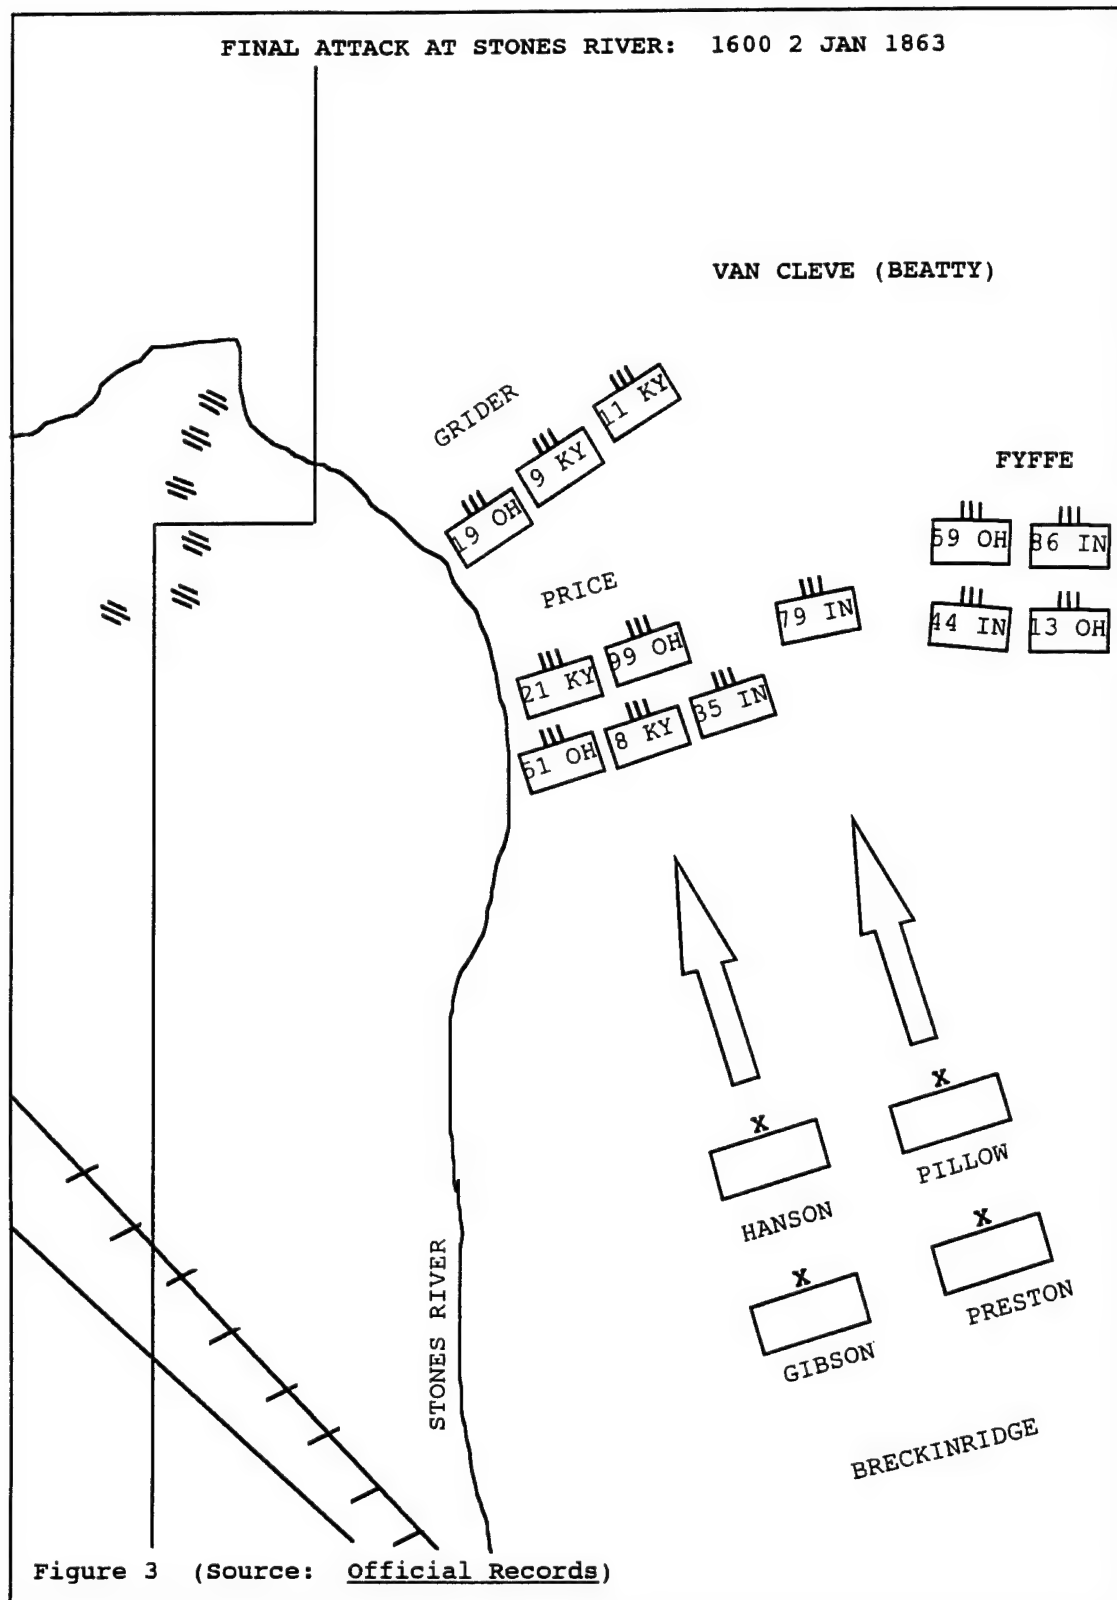 FINAL ATTACK AT STONES RIVER: 1600 2 JAN 1863
VAN CLEVE (BEATTY)
GRIDER
11 KY
9 KY
19 OH
FYFFE
59 OH
86 IN
44 IN
13 OH
PRICE
79 IN
21 KY
99 OH
51 OH
8 KY
35 IN
X
PILLOW
X
HANSON
X
PRESTON
X
GIBSON
BRECKINRIDGE
STONES RIVER
Figure 3 (Source: Official Records)